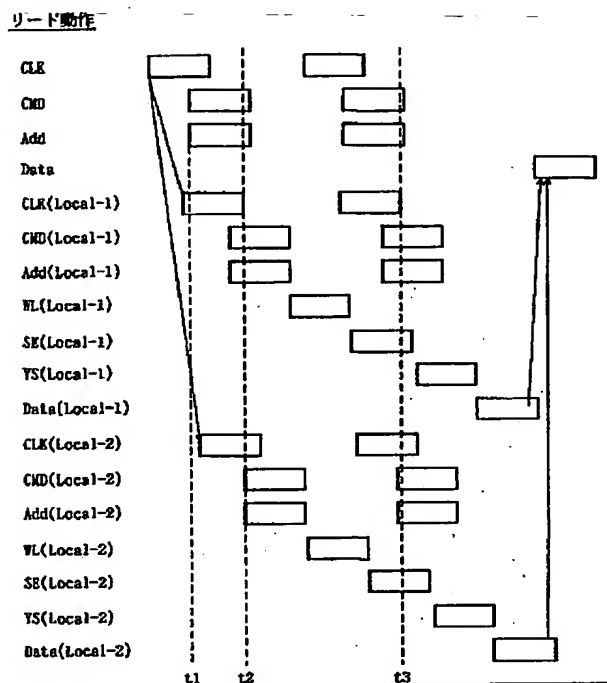 リード動作
CLK
CMD
Add
Data
CLK(Local-1)
CMD(Local-1)
Add(Local-1)
WL(Local-1)
SE(Local-1)
YS(Local-1)
Data(Local-1)
CLK(Local-2)
CMD(Local-2)
Add(Local-2)
WL(Local-2)
SE(Local-2)
YS(Local-2)
Data(Local-2)
t1 t2 t3